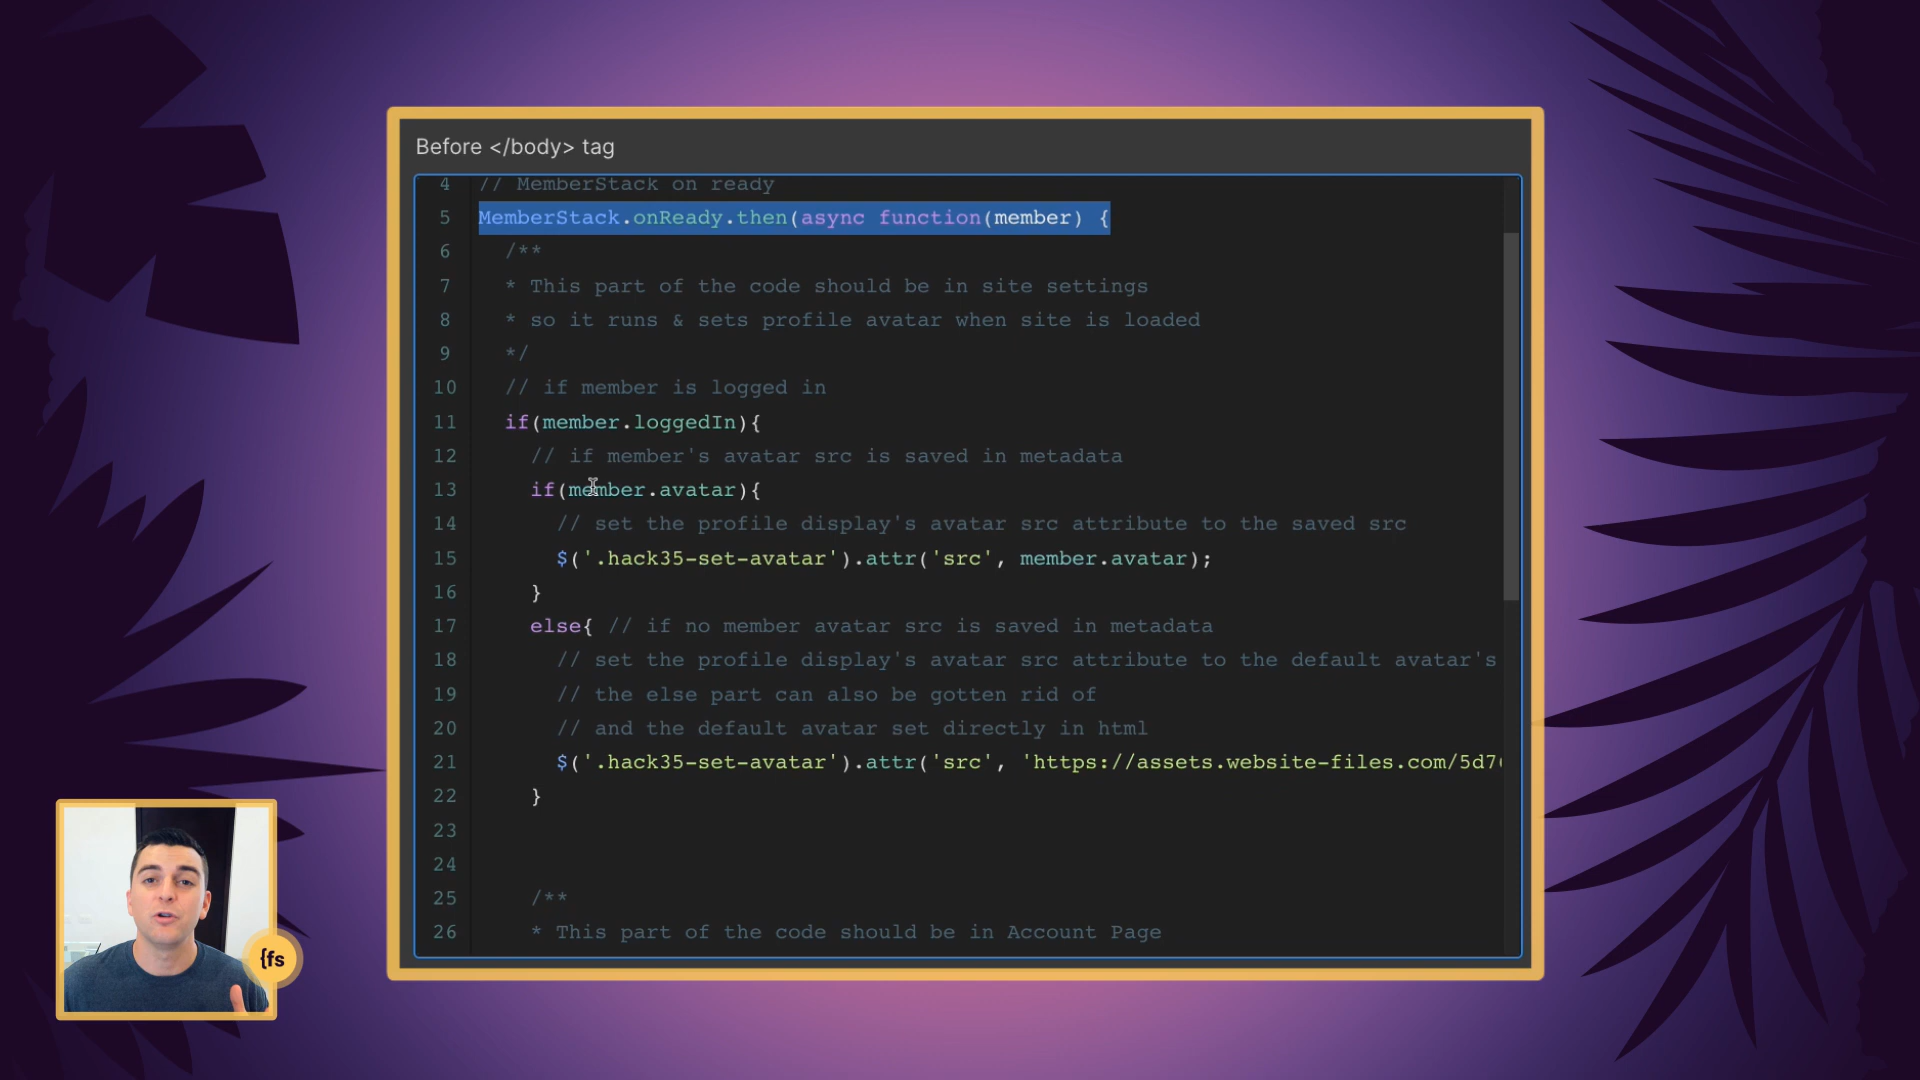 Before </body> tag
4 // MemberStack on ready
5 MemberStack.onReady.then(async function(member) {
6 /**
7 * This part of the code should be in site settings
8 * so it runs & sets profile avatar when site is loaded
9 */
10 // if member is logged in
11 if(member.loggedIn){
12 // if member's avatar src is saved in metadata
13 if(member.avatar){
14 // set the profile display's avatar src attribute to the saved src
15 $('.hack35-set-avatar').attr('src', member.avatar);
16 }
17 else{ // if no member avatar src is saved in metadata
18 // set the profile display's avatar src attribute to the default avatar's
19 // the else part can also be gotten rid of
20 // and the default avatar set directly in html
21 $('.hack35-set-avatar').attr('src', 'https://assets.website-files.com/5d7
22 }
23
24
25 /**
26 * This part of the code should be in Account Page
{fs